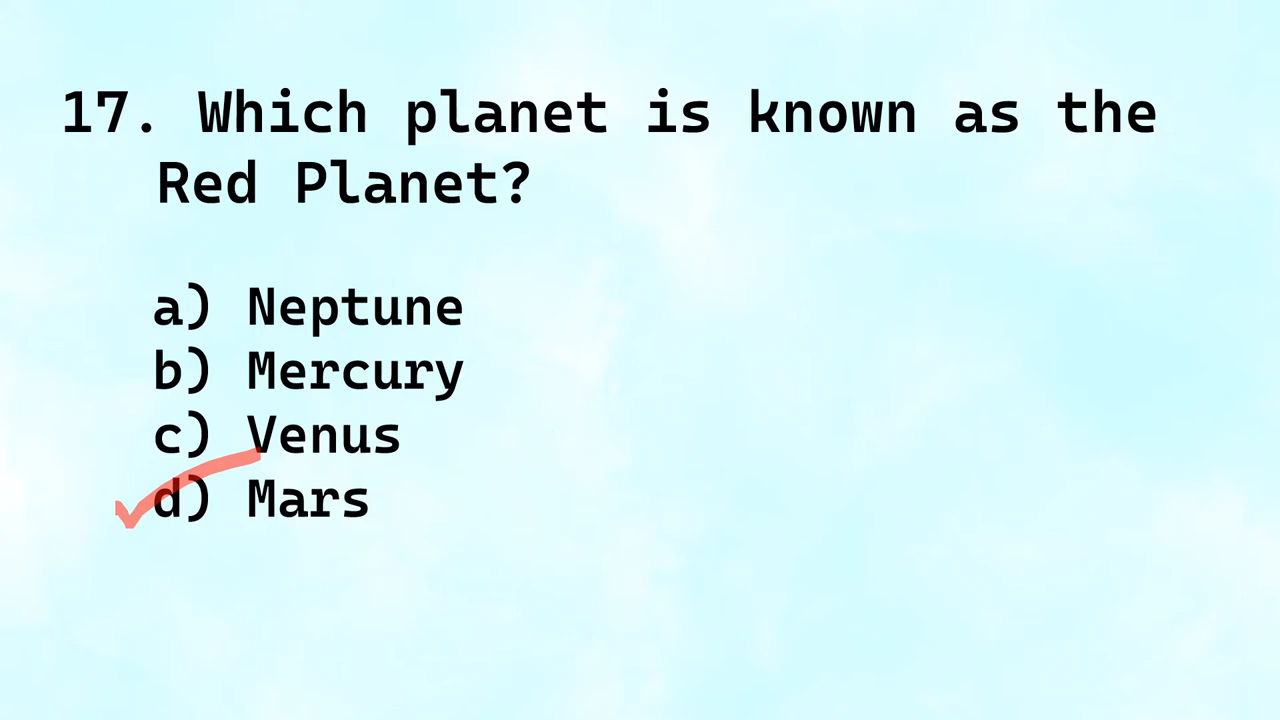 17. Which planet is known as the
Red Planet?
a) Neptune
b) Mercury
c) Venus
d) Mars